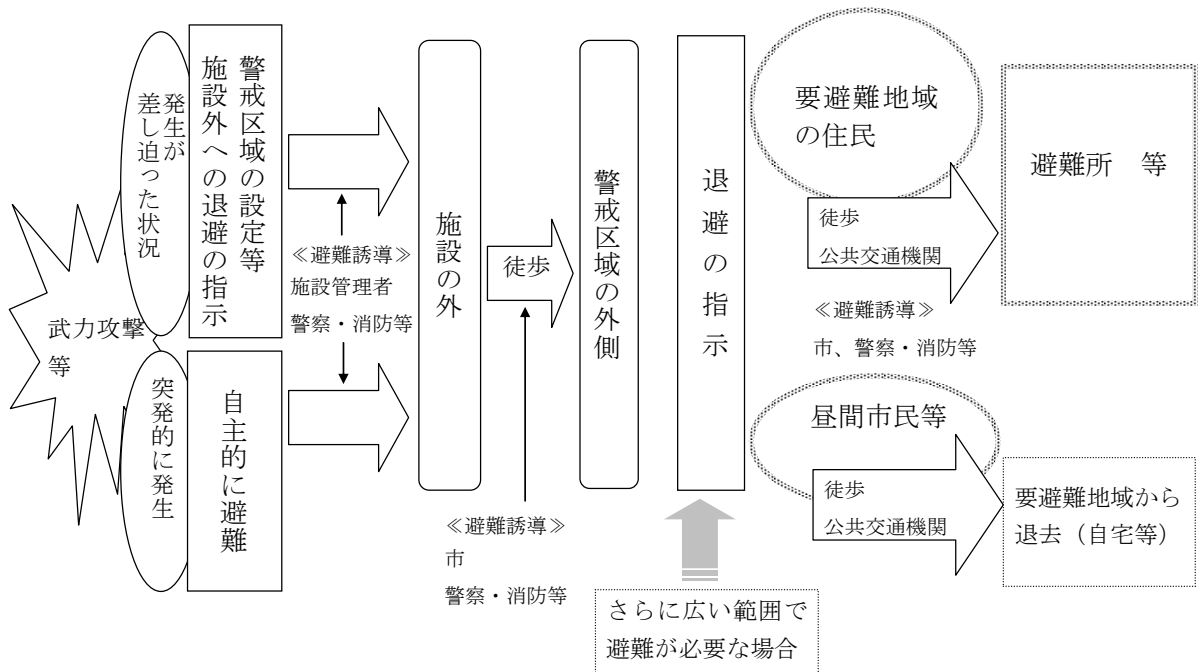 武力攻撃
等
発生が
差し迫った状況
突発的に発生
警戒区域の設定等
施設外への退避の指示
自主的に避難
≪避難誘導≫
施設管理者
警察・消防等
施設の外
徒歩
≪避難誘導≫
市
警察・消防等
警戒区域の外側
退避の指示
さらに広い範囲で
避難が必要な場合
要避難地域
の住民
徒歩
公共交通機関
≪避難誘導≫
市、警察・消防等
避難所　等
昼間市民等
徒歩
公共交通機関
要避難地域から
退去（自宅等）